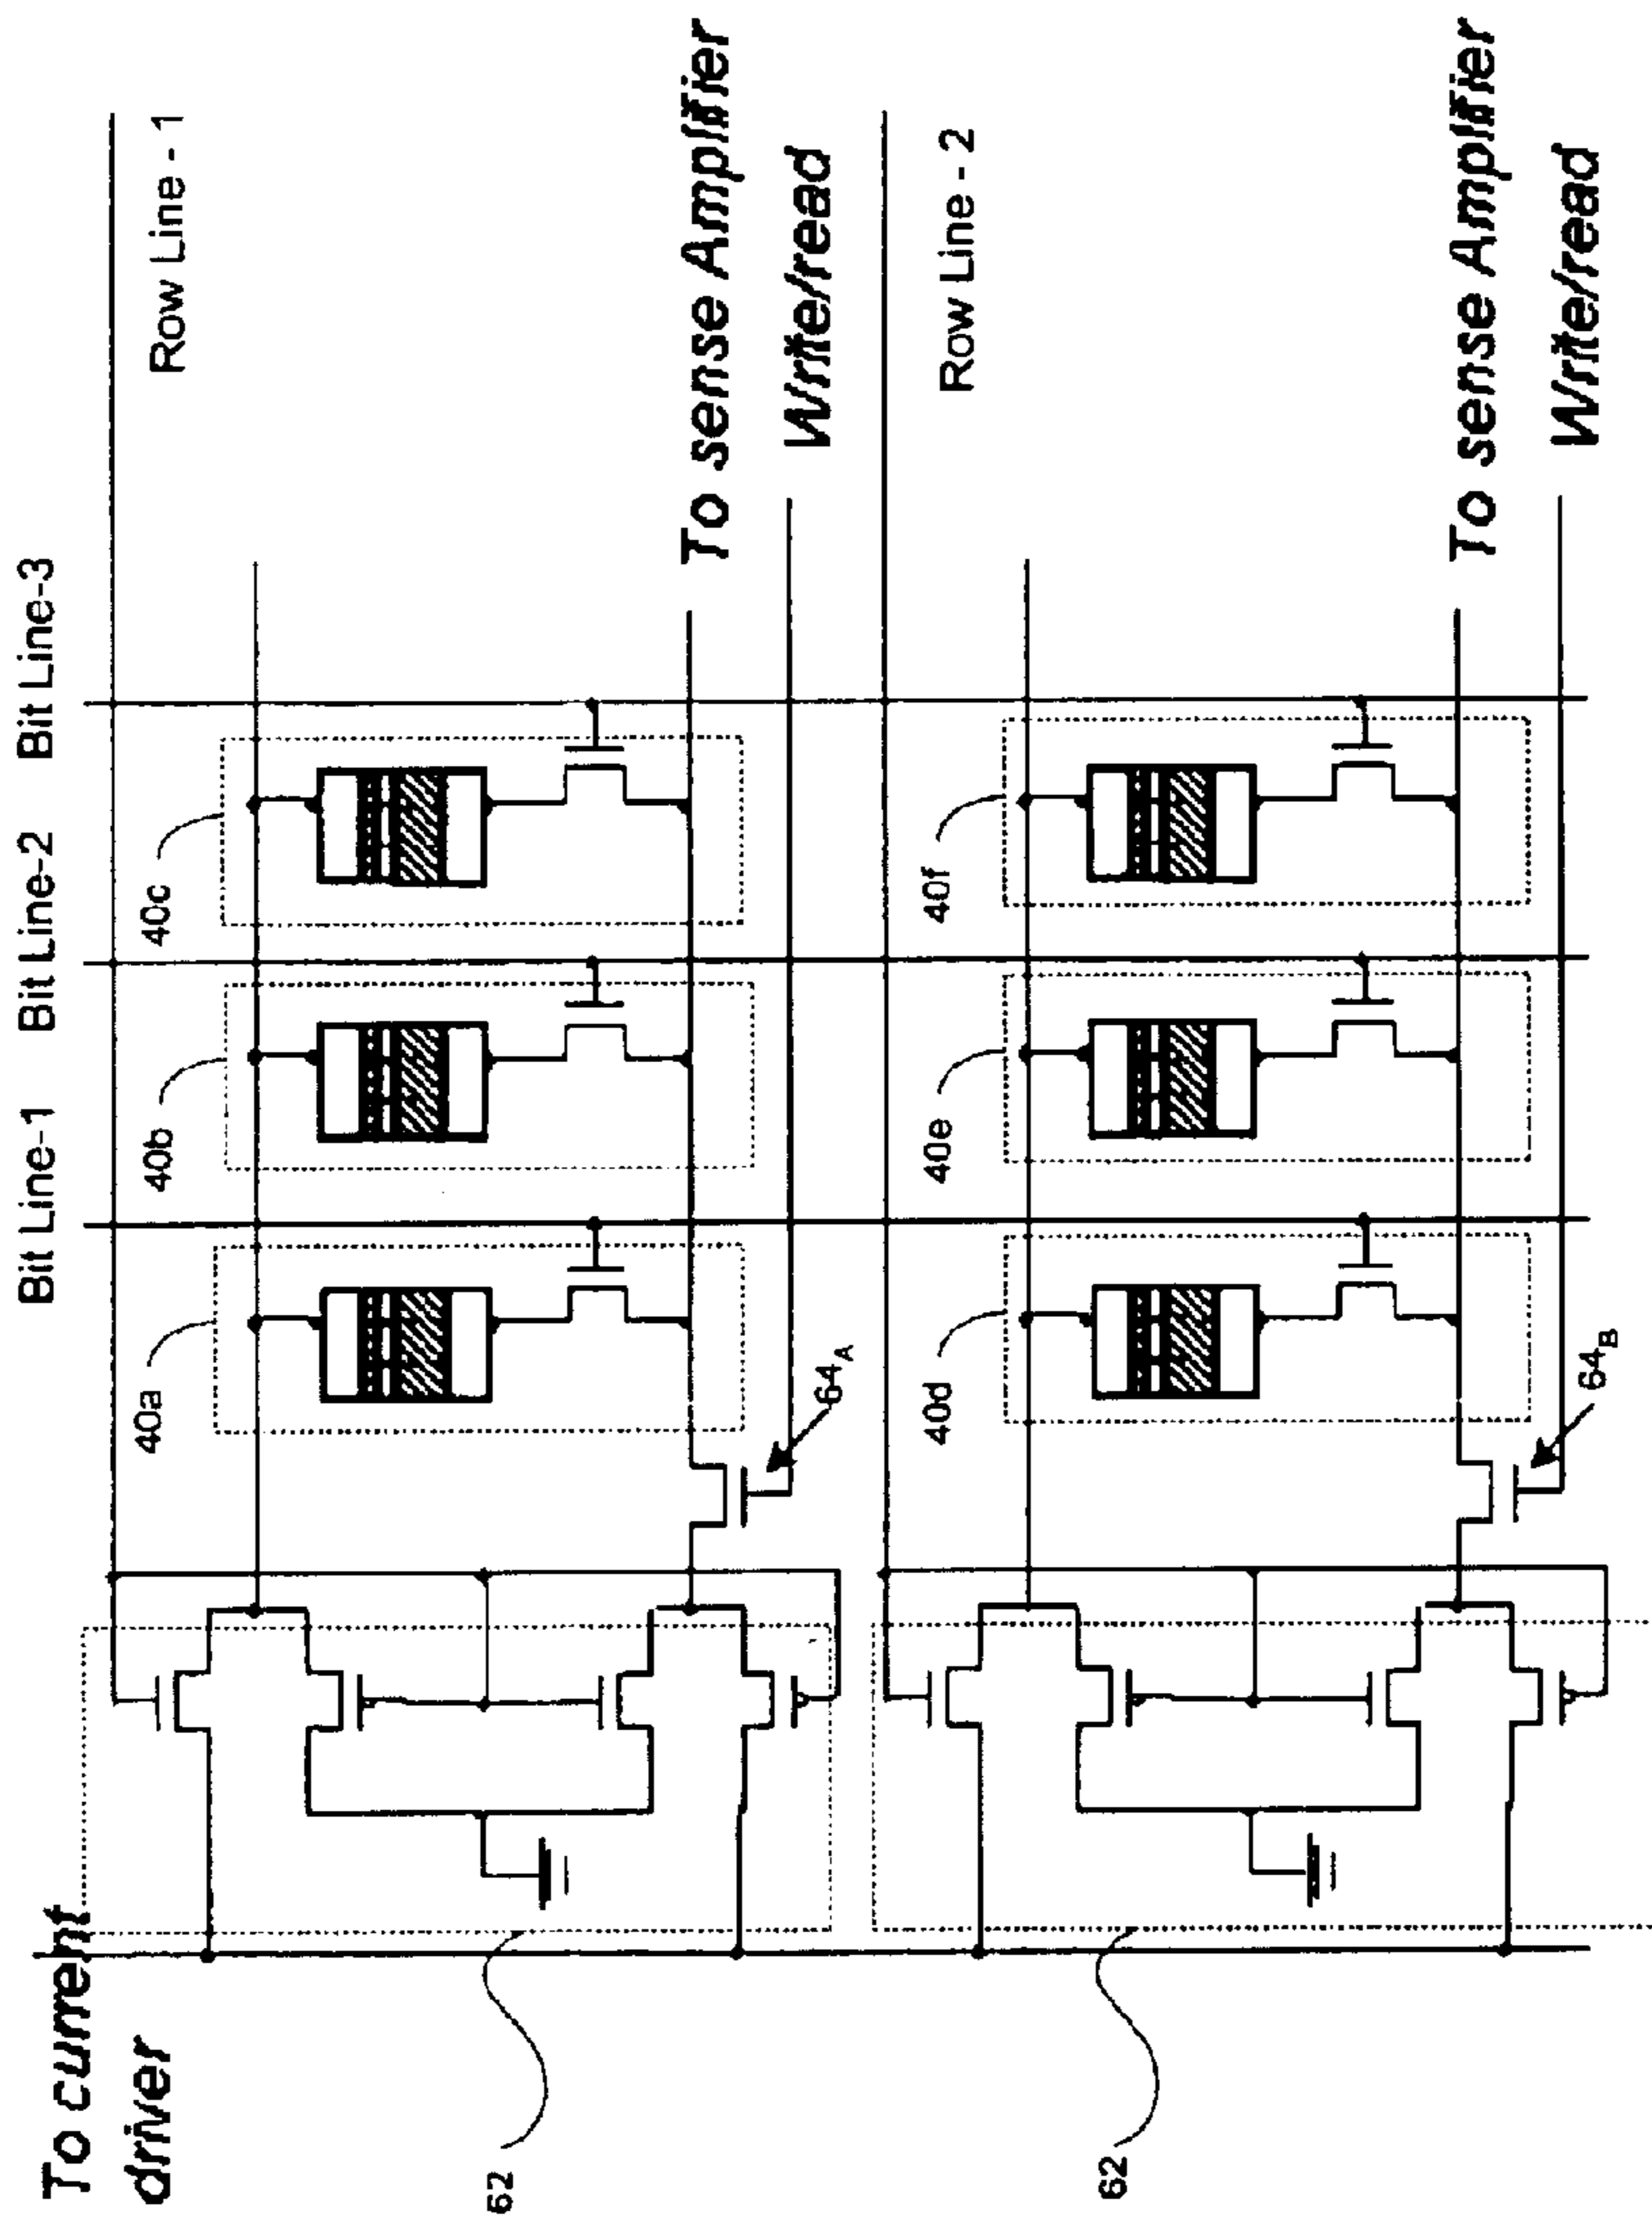 To current
driver
Bit Line-1
Bit Line-2
Bit Line-3
40a
40b
40c
Row Line - 1
62
To sense Amplifier
Write/read
64A
40d
40e
40f
Row Line - 2
62
To sense Amplifier
Write/read
64B